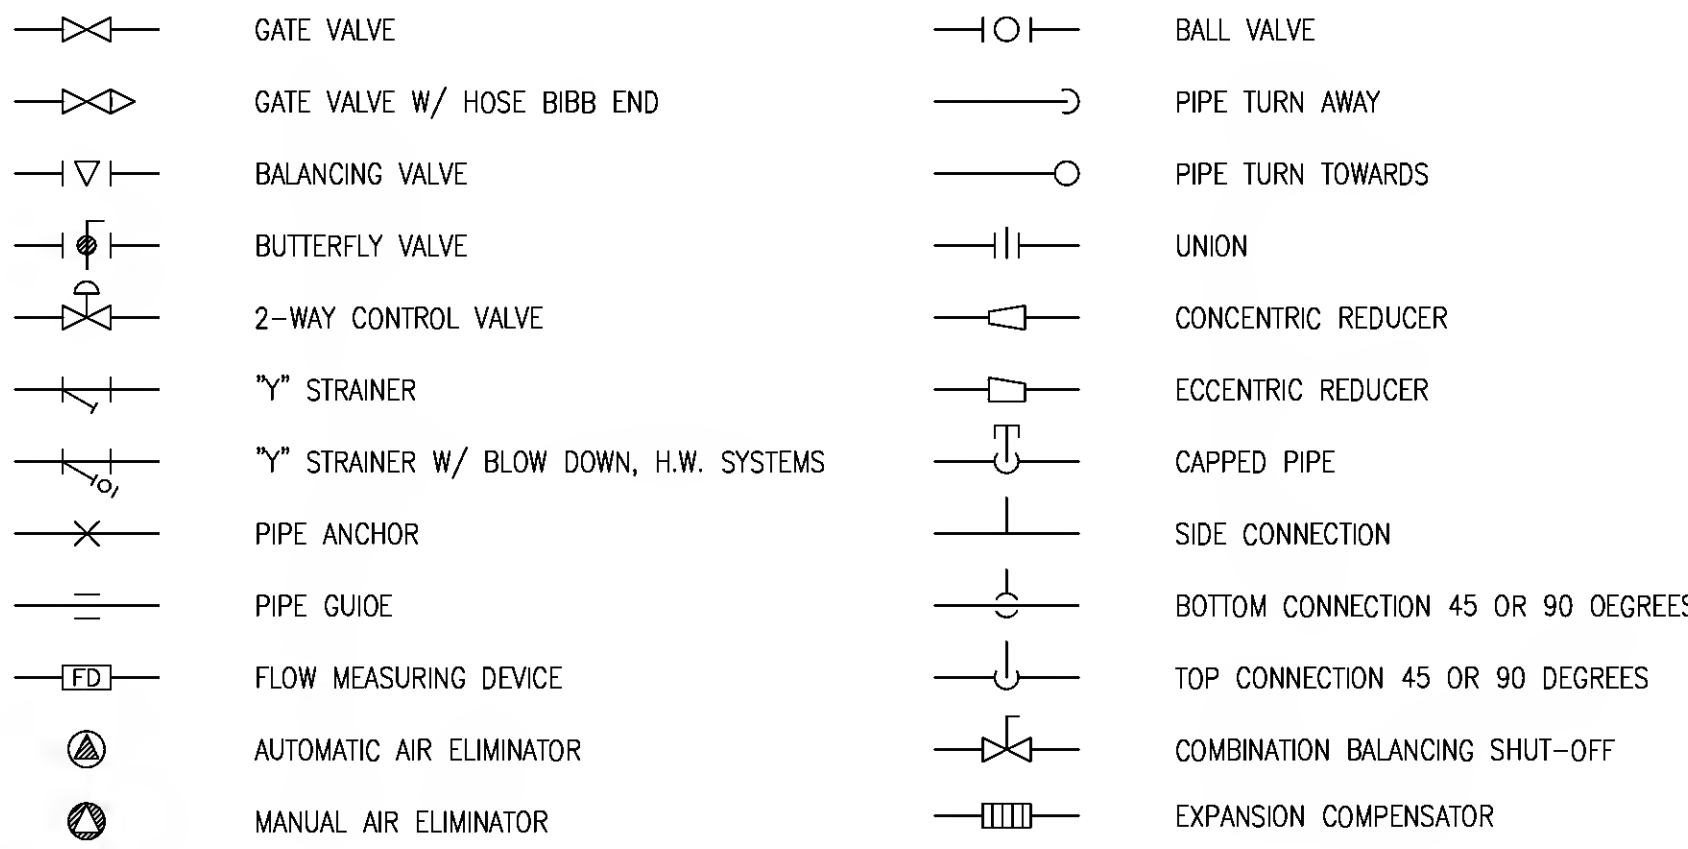 GATE VALVE
GATE VALVE W/ HOSE BIBB END
BALANCING VALVE
BUTTERFLY VALVE
2-WAY CONTROL VALVE
"Y" STRAINER
"Y" STRAINER W/ BLOW DOWN, H.W. SYSTEMS
PIPE ANCHOR
PIPE GUIOE
FD FLOW MEASURING DEVICE
AUTOMATIC AIR ELIMINATOR
MANUAL AIR ELIMINATOR
BALL VALVE
PIPE TURN AWAY
PIPE TURN TOWARDS
UNION
CONCENTRIC REDUCER
ECCENTRIC REDUCER
CAPPED PIPE
SIDE CONNECTION
BOTTOM CONNECTION 45 OR 90 OEGREES
TOP CONNECTION 45 OR 90 DEGREES
COMBINATION BALANCING SHUT-OFF
EXPANSION COMPENSATOR